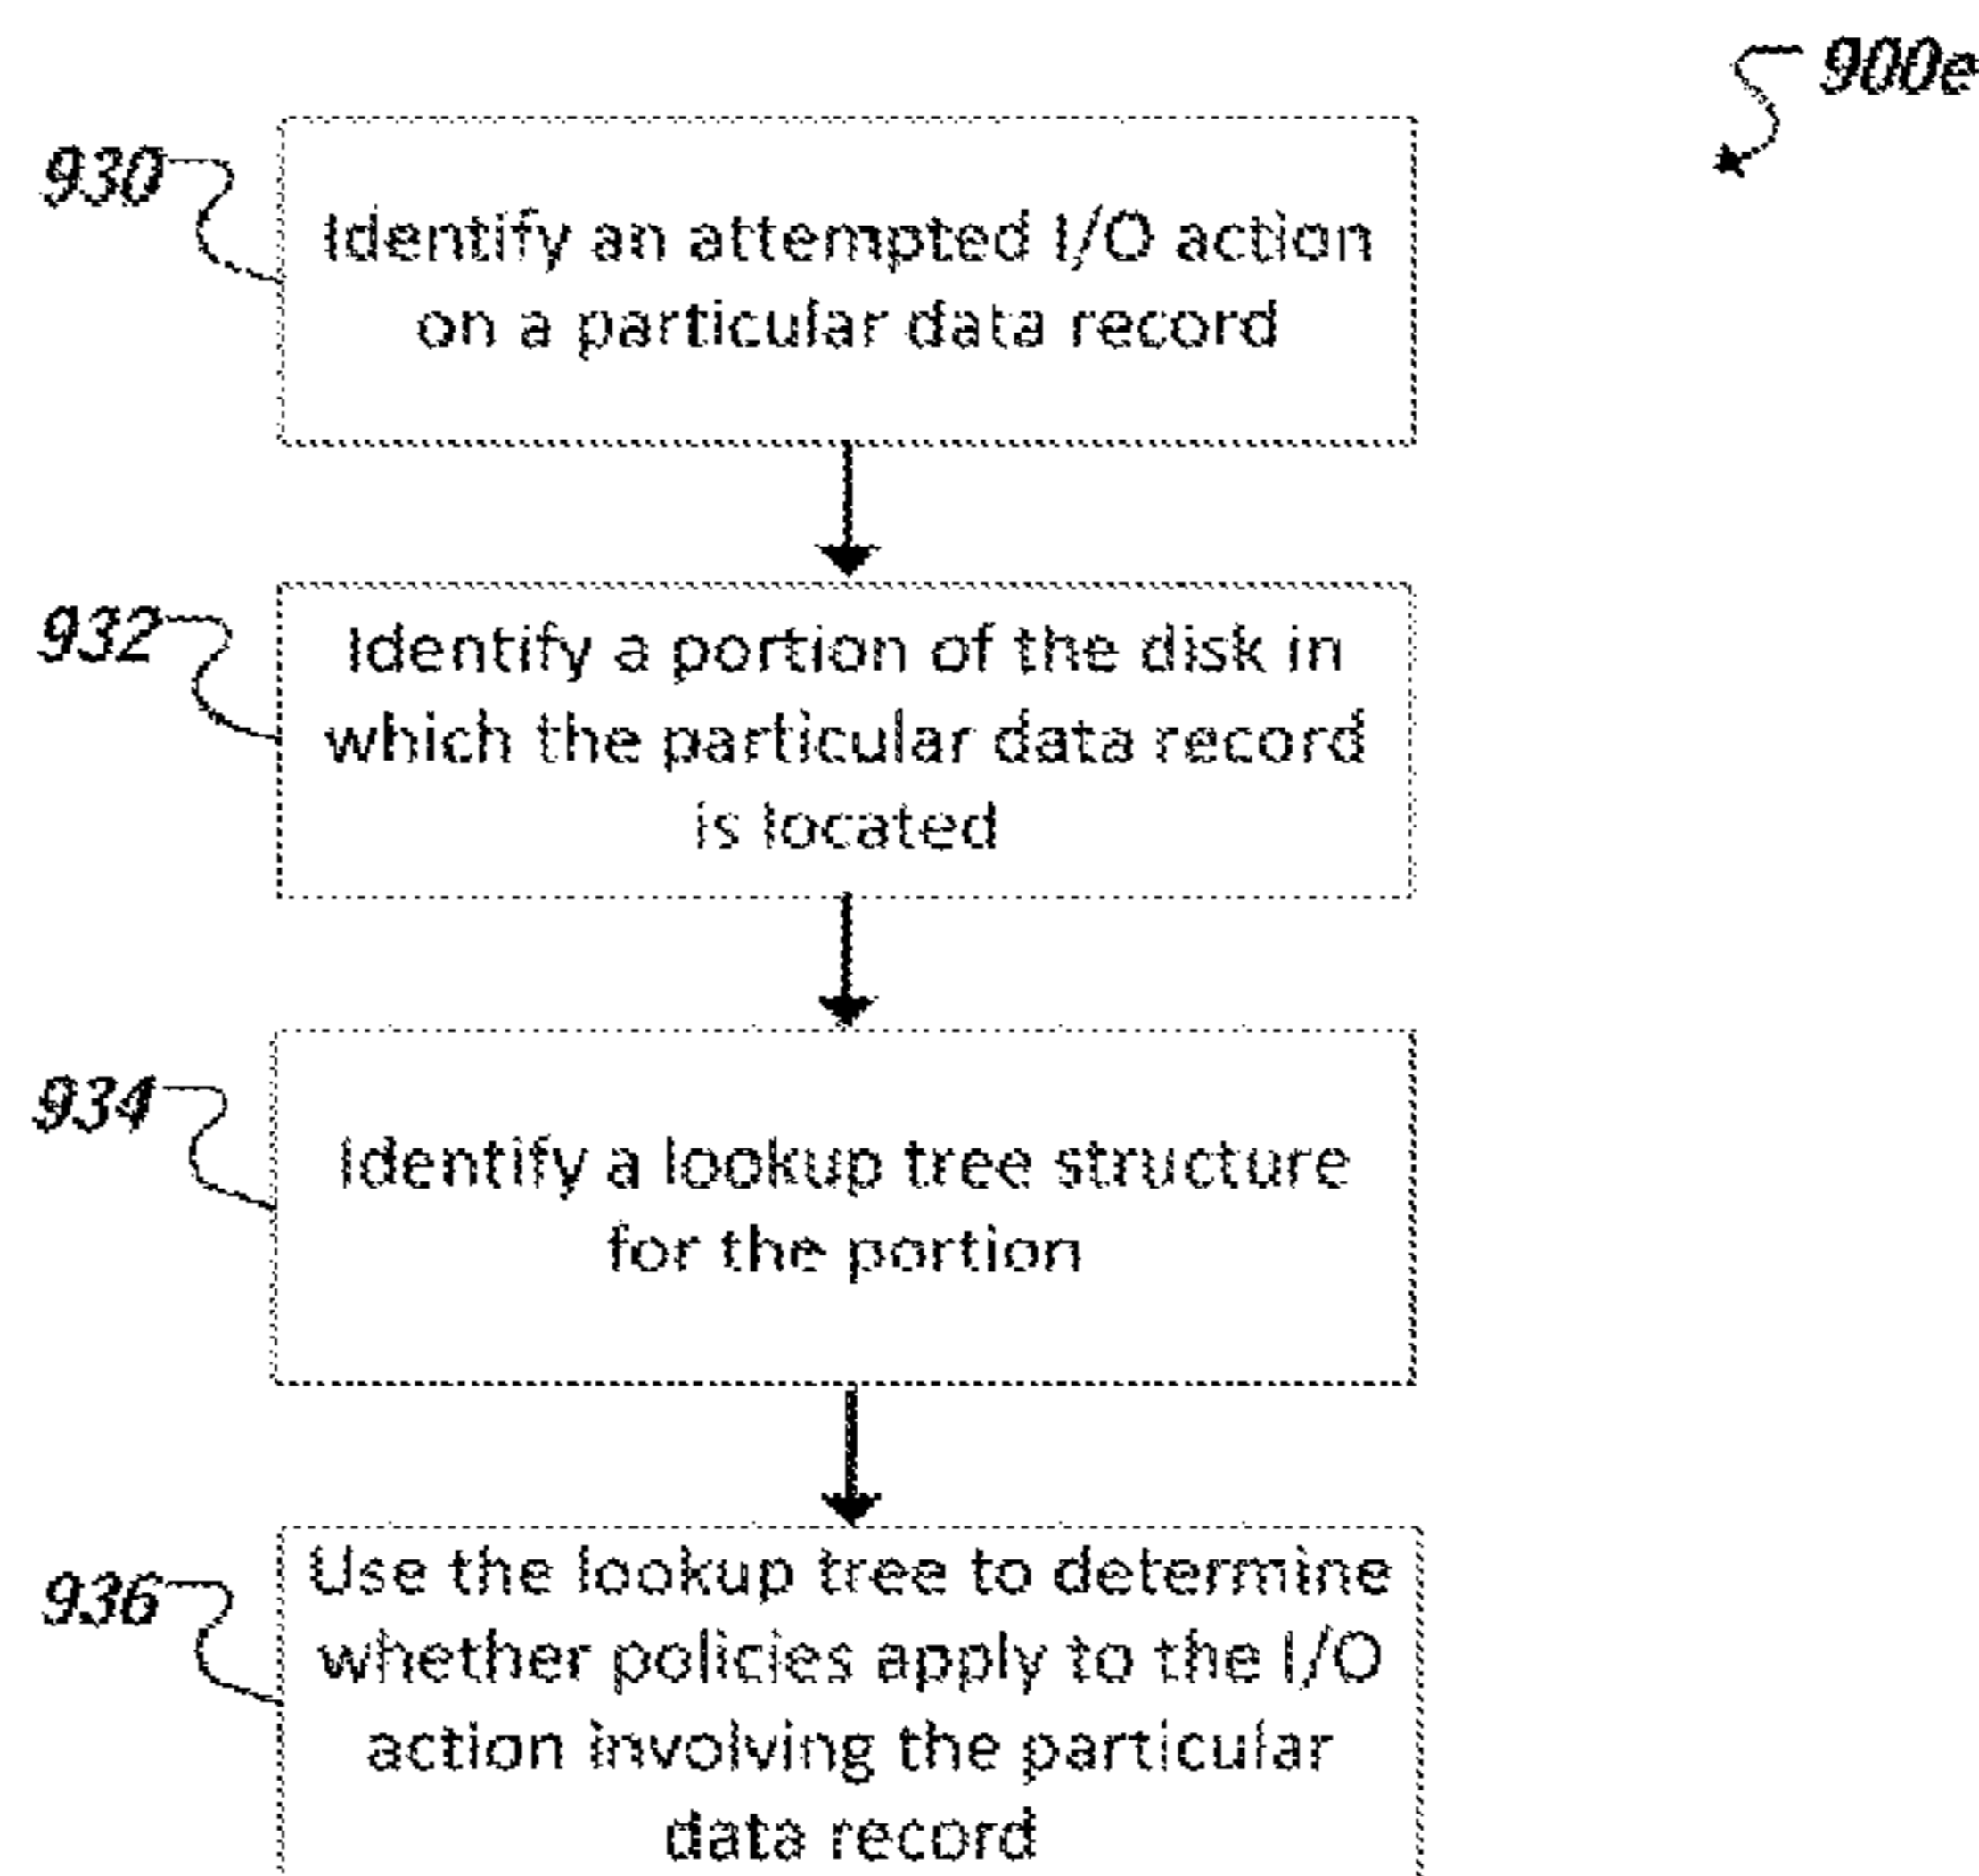 900e
930
Identify an attempted I/O action
on a particular data record
932
Identify a portion of the disk in
which the particular data record
is located
934
Identify a lookup tree structure
for the portion
936
Use the lookup tree to determine
whether policies apply to the I/O
action involving the particular
data record